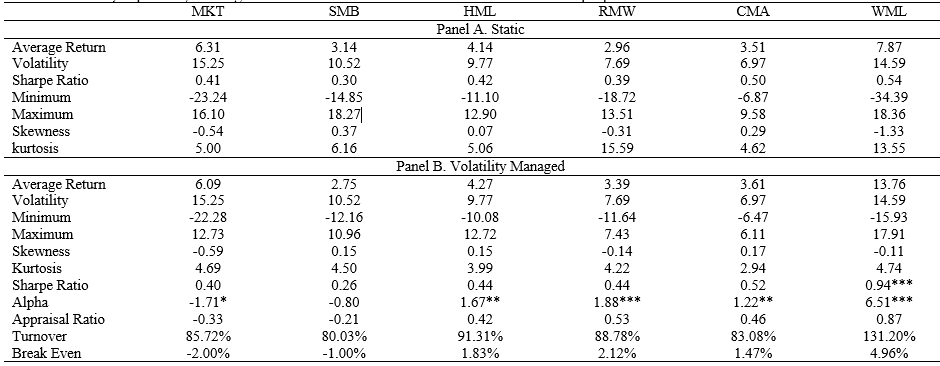 MKT SMB HML RMW CMA WML
Panel A. Static
Average Return 6.31 3.14 4.14 2.96 3.51 7.87
Volatility 15.25 10.52 9.77 7.69 6.97 14.59
Sharpe Ratio 0.41 0.30 0.42 0.39 0.50 0.54
Minimum -23.24 -14.85 -11.10 -18.72 -6.87 -34.39
Maximum 16.10 18.27 12.90 13.51 9.58 18.36
Skewness -0.54 0.37 0.07 -0.31 0.29 -1.33
kurtosis 5.00 6.16 5.06 15.59 4.62 13.55
Panel B. Volatility Managed
Average Return 6.09 2.75 4.27 3.39 3.61 13.76
Volatility 15.25 10.52 9.77 7.69 6.97 14.59
Minimum -22.28 -12.16 -10.08 -11.64 -6.47 -15.93
Maximum 12.73 10.96 12.72 7.43 6.11 17.91
Skewness -0.59 0.15 0.15 -0.14 0.17 -0.11
Kurtosis 4.69 4.50 3.99 4.22 2.94 4.74
Sharpe Ratio 0.40 0.26 0.44 0.44 0.52 0.94***
Alpha -1.71* -0.80 1.67** 1.88*** 1.22** 6.51***
Appraisal Ratio -0.33 -0.21 0.42 0.53 0.46 0.87
Turnover 85.72% 80.03% 91.31% 88.78% 83.08% 131.20%
Break Even -2.00% -1.00% 1.83% 2.12% 1.47% 4.96%